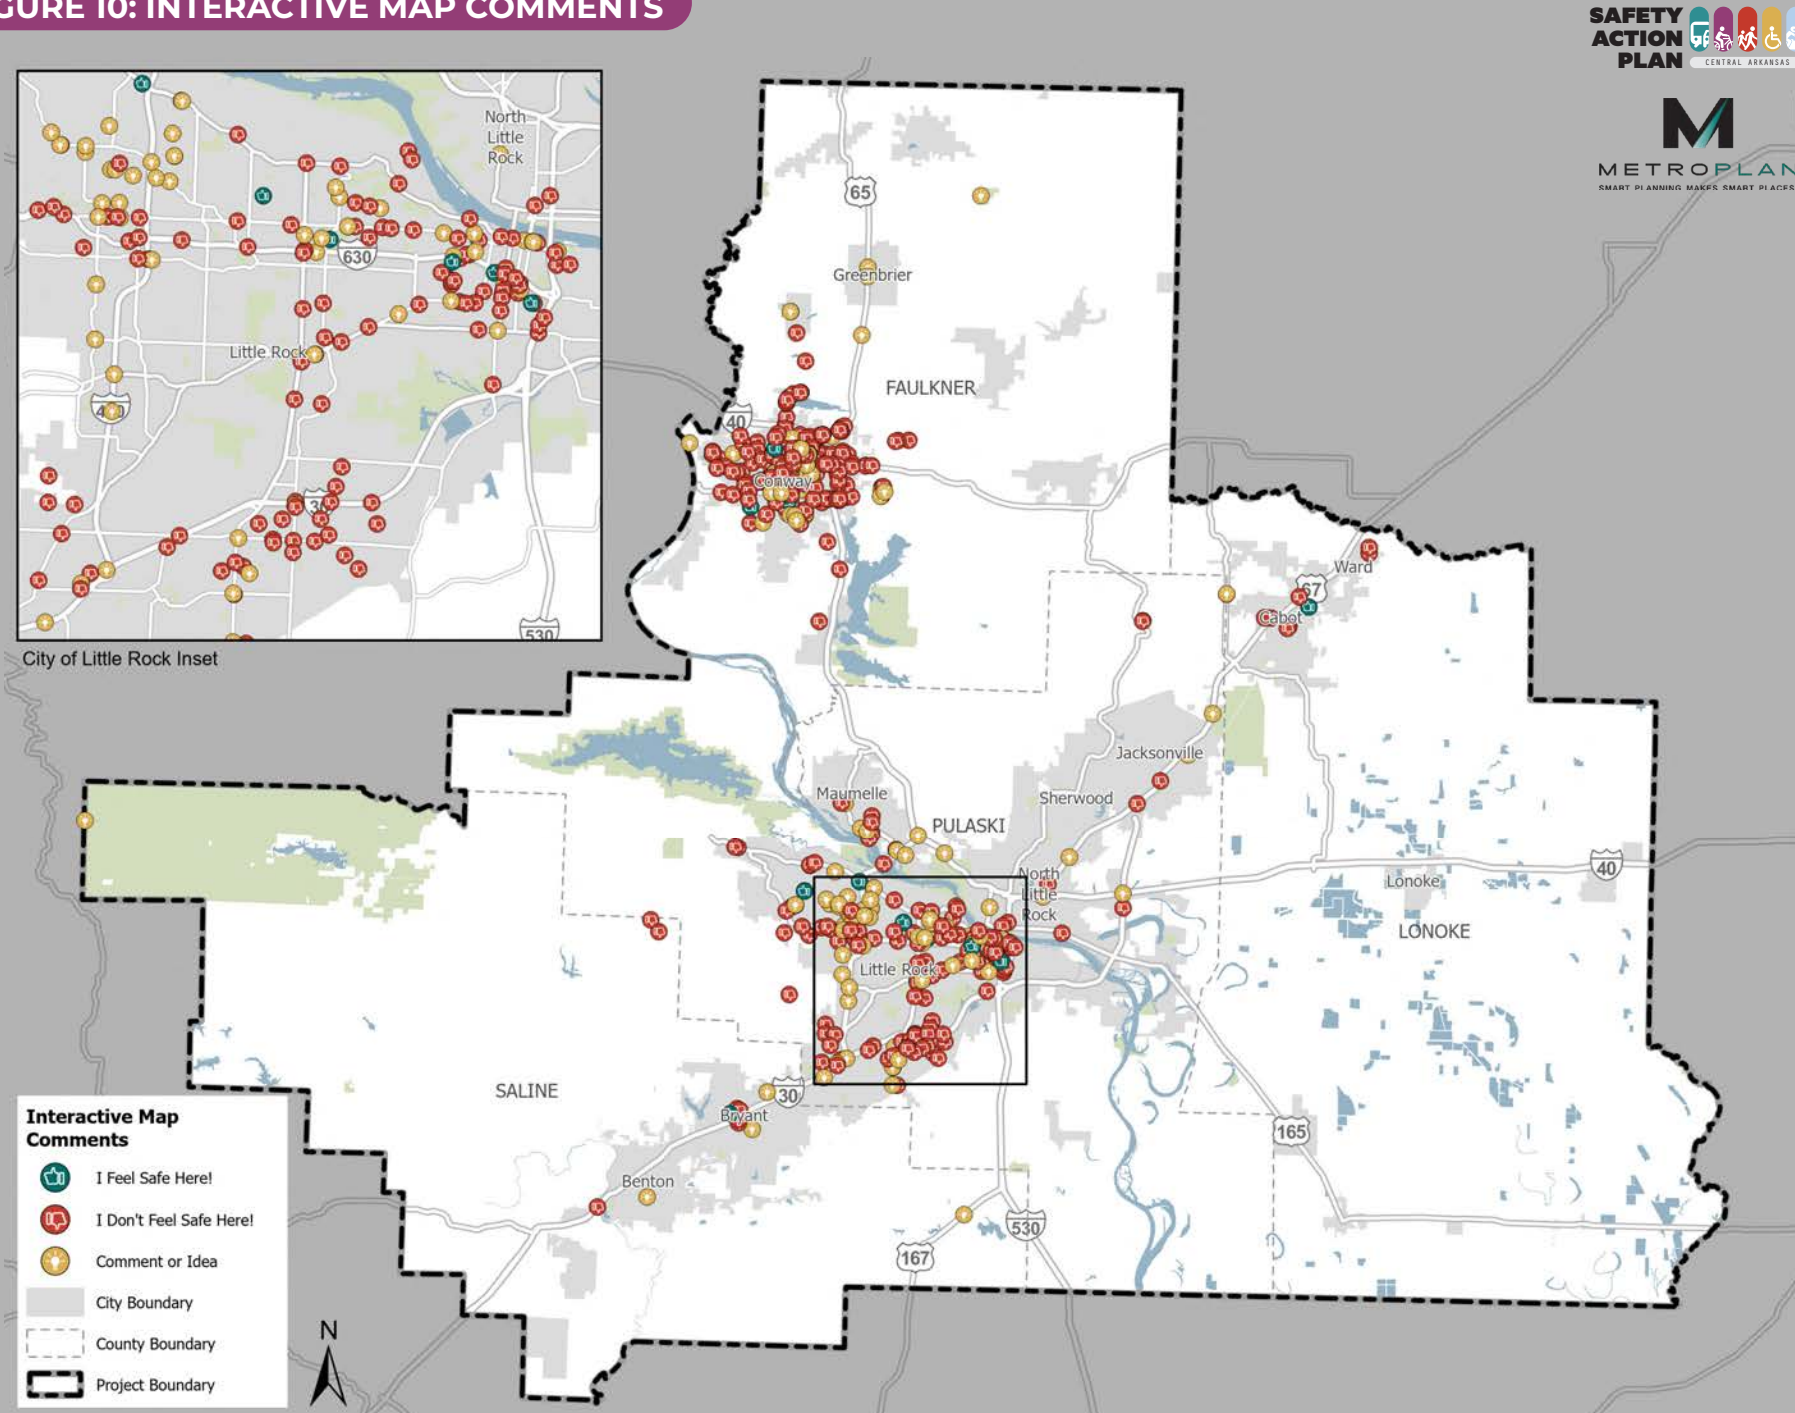 GURE 10: INTERACTIVE MAP COMMENTS
SAFETY
ACTION
PLAN
CENTRAL ARKANSAS
METROPLAN
SMART PLANNING MAKES SMART PLACES
North
Little
Rock
630
Little Rock
530
City of Little Rock Inset
65
Greenbrier
FAULKNER
40
Conway
Ward
67
Cabot
Jacksonville
Maumelle
Sherwood
PULASKI
North
Little
Rock
40
Lonoke
LONOKE
Little Rock
SALINE
30
Bryant
165
Benton
530
167
Interactive Map
Comments
I Feel Safe Here!
I Don't Feel Safe Here!
Comment or Idea
City Boundary
County Boundary
Project Boundary
N